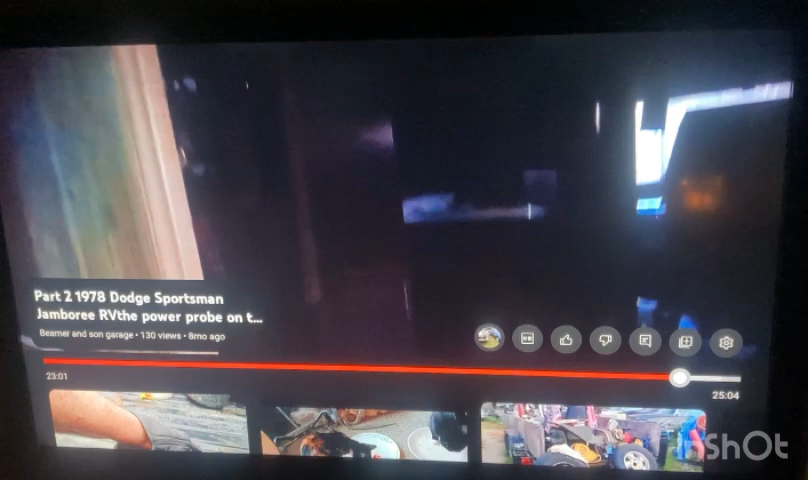 Part 2 1978 Dodge Sportsman
Jamboree RVthe power probe on t...
Beamer and son garage • 130 views • 8mo ago
23:01
25:04
InShOt